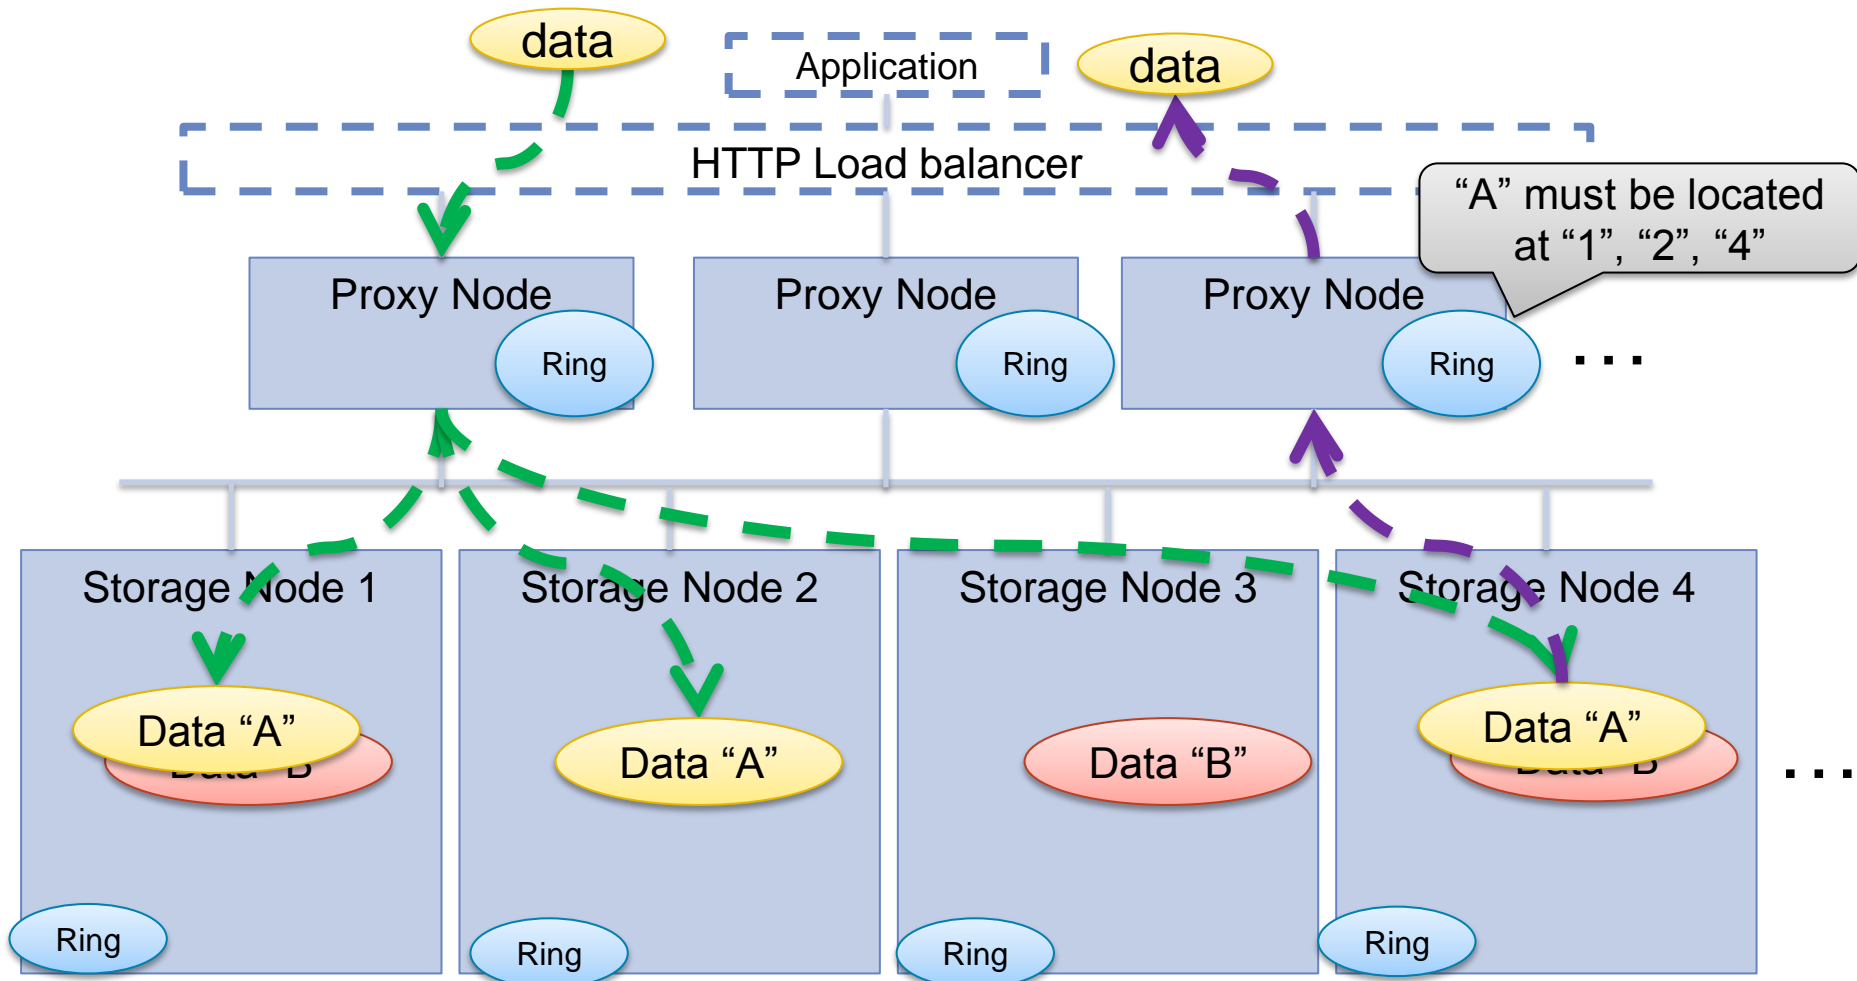 data
Application
data
HTTP Load balancer
“A” must be located
at “1”, “2”, “4”
Proxy Node
Proxy Node
Proxy Node
Ring
Ring
Ring
...
Storage Node 1
Storage Node 2
Storage Node 3
Storage Node 4
Data “A”
Data “B
Data “A”
Data “B”
Data “A”
Data “B
...
Ring
Ring
Ring
Ring